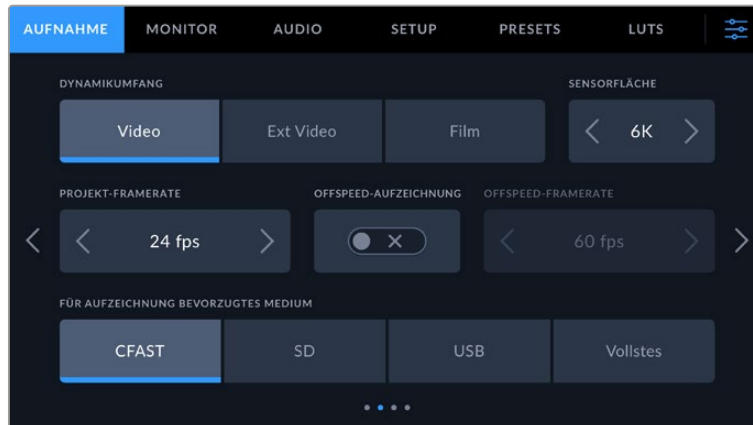 AUFNAHME MONITOR AUDIO SETUP PRESETS LUTS
DYNAMIKUMFANG SENSORFLÄCHE
Video Ext Video Film 6K
PROJEKT-FRAMERATE OFFSPEED-AUFZEICHNUNG OFFSPEED-FRAMERATE
24 fps 60 fps
FÜR AUFZEICHNUNG BEVORZUGTES MEDIUM
CFAST SD USB Vollstes